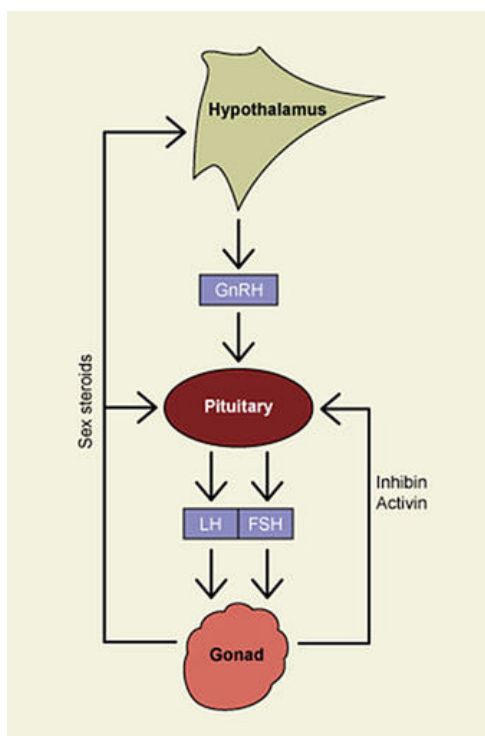 Hypothalamus
GnRH
Sex steroids
Pituitary
Inhibin
Activin
LH FSH
Gonad